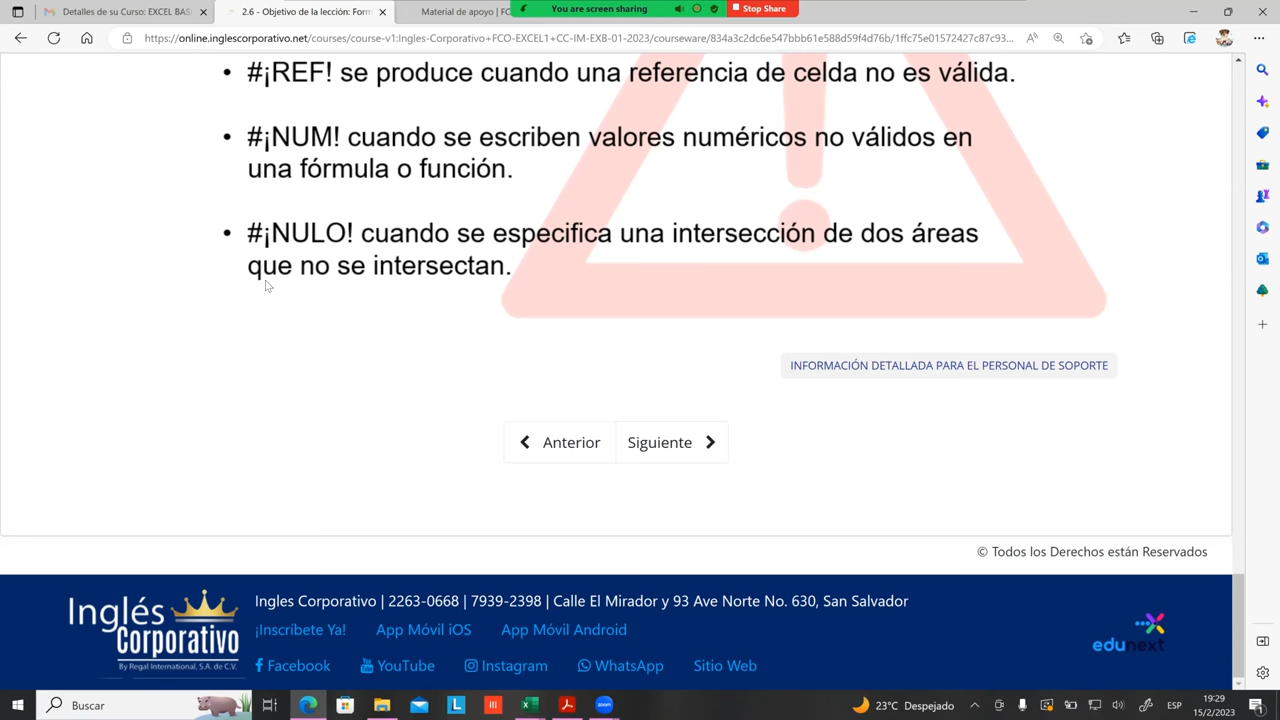 Detalles de su Curso: EXCEL BAS
2.6 - Objetivo de la lección: Form
Material de apoyo | FC
You are screen sharing
Stop Share
https://online.inglescorporativo.net/courses/course-v1:Ingles-Corporativo+FCO-EXCEL1+CC-IM-EXB-01-2023/courseware/834a3c2dc6e547bbb61e588d59f4d76b/1ffc75e01572427c87c93...
• #¡REF! se produce cuando una referencia de celda no es válida.
• #¡NUM! cuando se escriben valores numéricos no válidos en
una fórmula o función.
• #¡NULO! cuando se especifica una intersección de dos áreas
que no se intersectan.
INFORMACIÓN DETALLADA PARA EL PERSONAL DE SOPORTE
Anterior
Siguiente
© Todos los Derechos están Reservados
Inglés
Corporativo
By Regal International, S.A. de C.V.
Ingles Corporativo | 2263-0668 | 7939-2398 | Calle El Mirador y 93 Ave Norte No. 630, San Salvador
¡Inscríbete Ya!
App Móvil iOS
App Móvil Android
Facebook
YouTube
Instagram
WhatsApp
Sitio Web
edunext
Buscar
23°C Despejado
ESP
19:29
15/2/2023